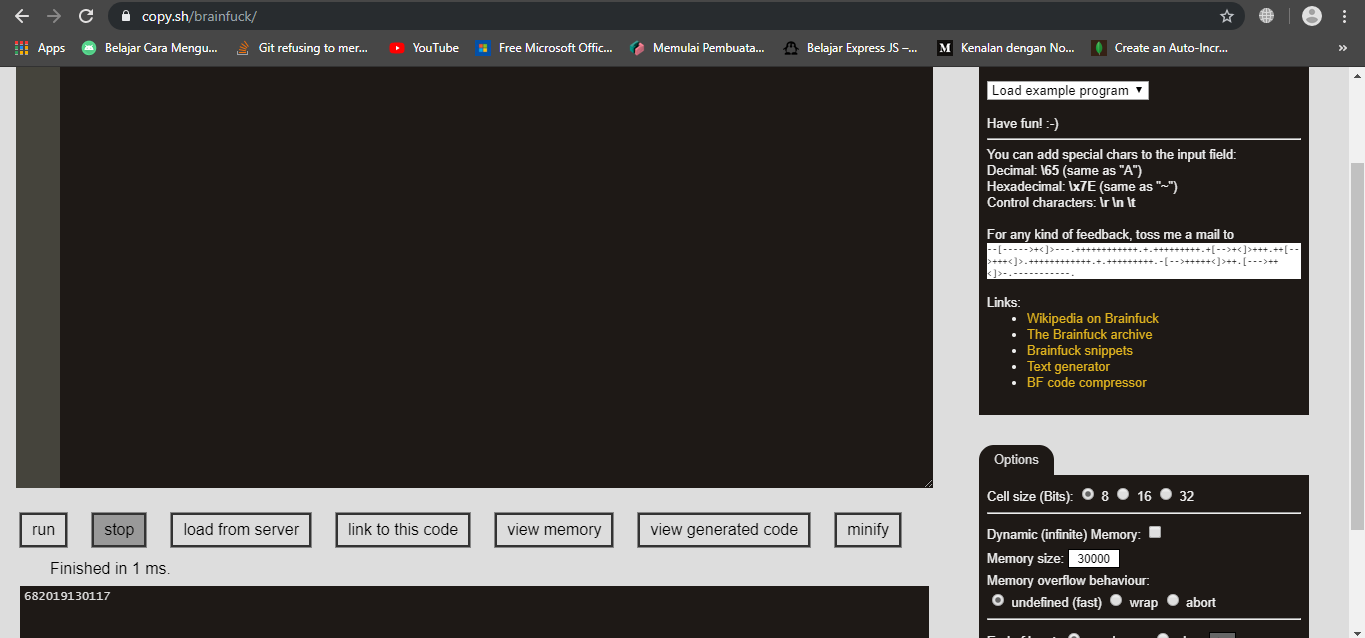 copy.sh/brainfuck/
Apps Belajar Cara Mengu... Git refusing to mer... YouTube Free Microsoft Offic... Memulai Pembuata... Belajar Express JS –... Kenalan dengan No... Create an Auto-Incr... »
Load example program ▼
Have fun! :-)
You can add special chars to the input field:
Decimal: \65 (same as "A")
Hexadecimal: \x7E (same as "~")
Control characters: \r \n \t
For any kind of feedback, toss me a mail to
--[----->+<]>---.++++++++++++.+.+++++++++.+[-->+<]>+++.++[--
>+++<]>.++++++++++++.+.+++++++++.-[-->+++++<]>++.[--->++
<]>-.-----------.
Links:
• Wikipedia on Brainfuck
• The Brainfuck archive
• Brainfuck snippets
• Text generator
• BF code compressor
Options
Cell size (Bits): 8 16 32
Dynamic (infinite) Memory:
Memory size: 30000
Memory overflow behaviour:
undefined (fast) wrap abort
run stop load from server link to this code view memory view generated code minify
Finished in 1 ms.
682019130117